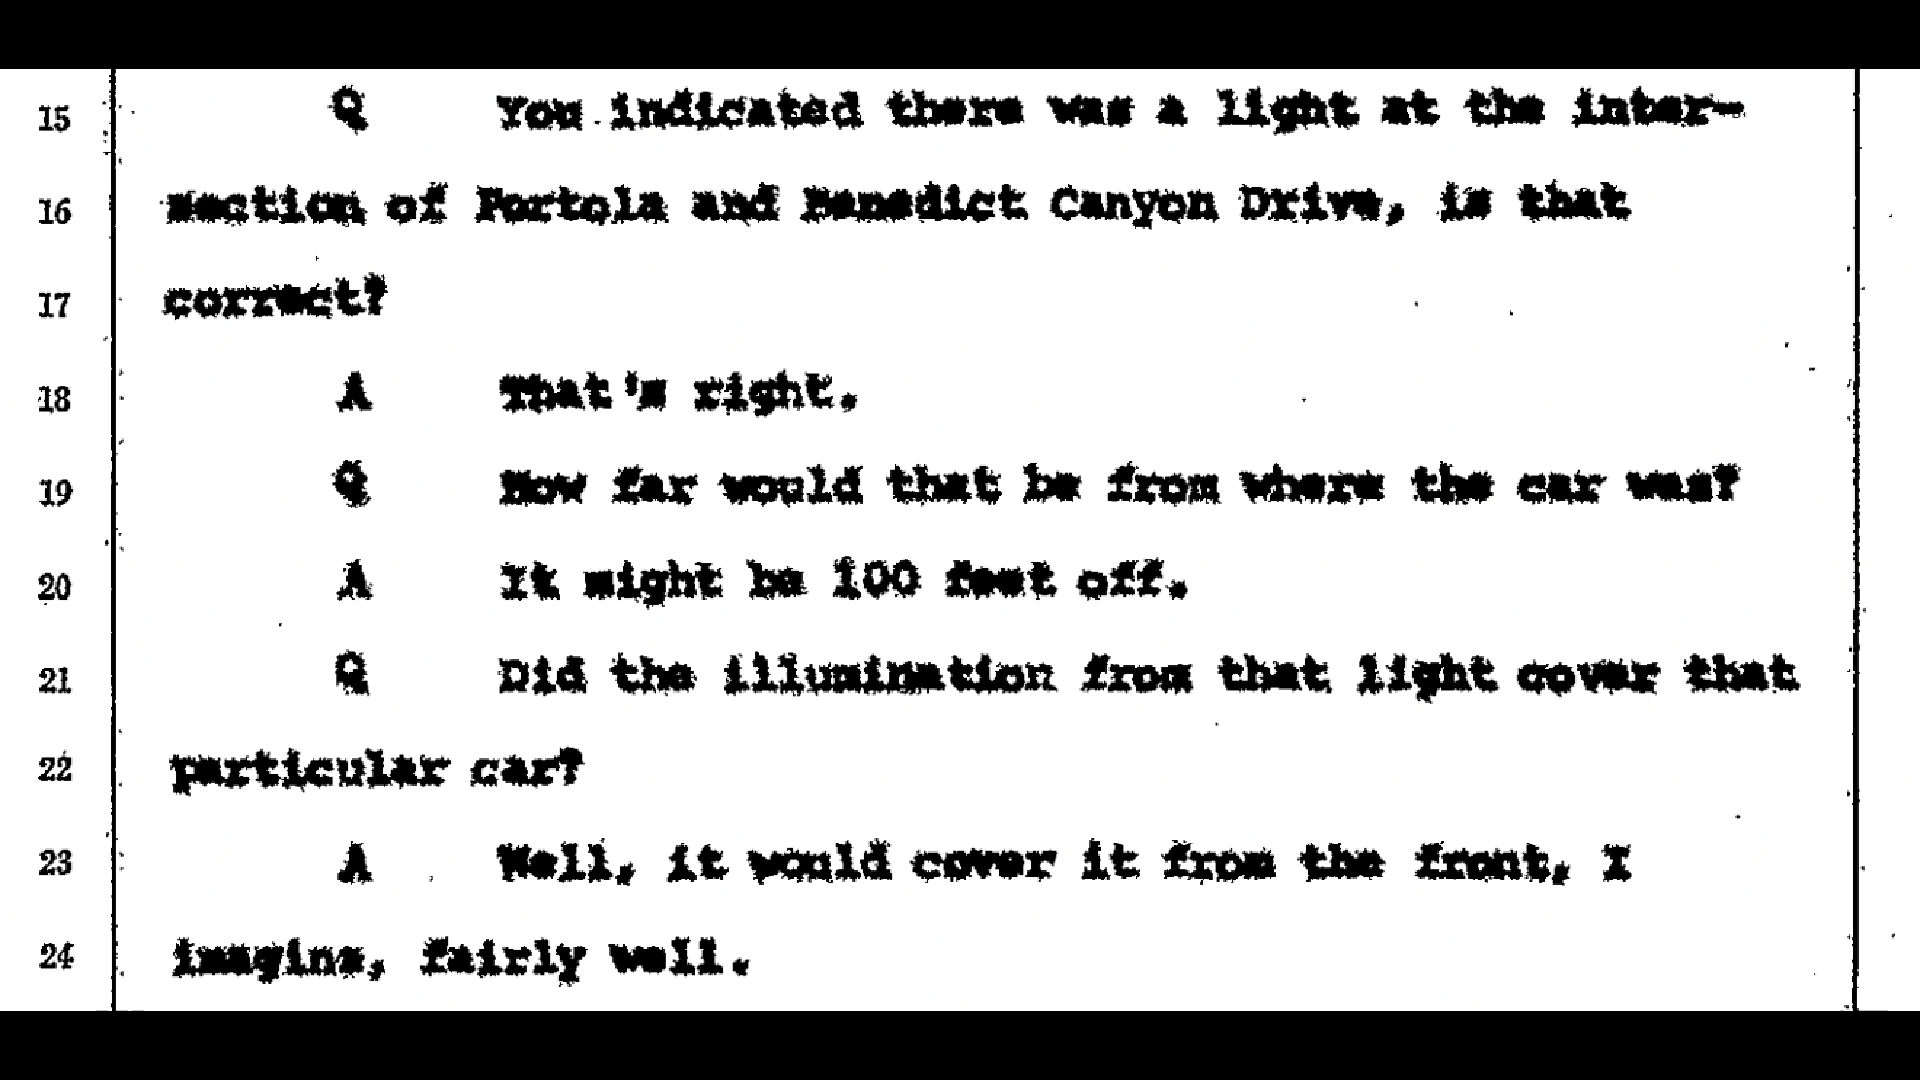 15 Q You indicated there was a light at the inter-
16 section of Portola and Benedict Canyon Drive, is that
17 correct?
18 A That's right.
19 Q How far would that be from where the car was?
20 A It might be 100 feet off.
21 Q Did the illumination from that light cover that
22 particular car?
23 A Well, it would cover it from the front, I
24 imagine, fairly well.